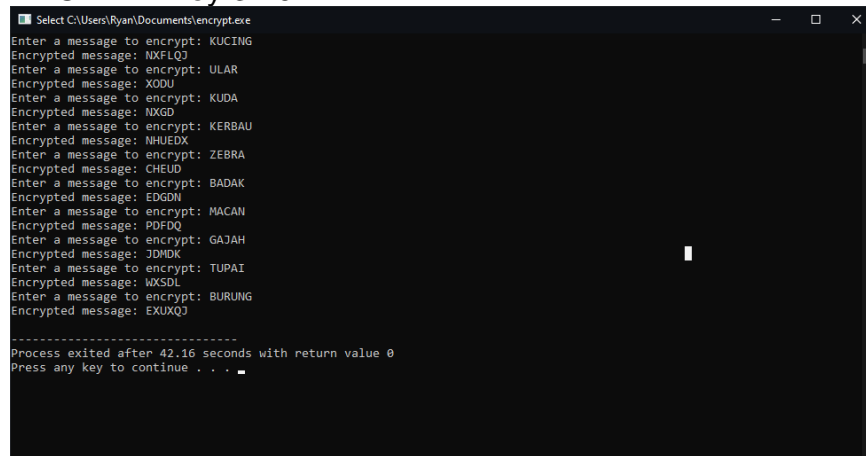 Select C:\Users\Ryan\Documents\encrypt.exe
Enter a message to encrypt: KUCING
Encrypted message: NXFLQJ
Enter a message to encrypt: ULAR
Encrypted message: XODU
Enter a message to encrypt: KUDA
Encrypted message: NXGD
Enter a message to encrypt: KERBAU
Encrypted message: NHUEDX
Enter a message to encrypt: ZEBRA
Encrypted message: CHEUD
Enter a message to encrypt: BADAK
Encrypted message: EDGDN
Enter a message to encrypt: MACAN
Encrypted message: PDFDQ
Enter a message to encrypt: GAJAH
Encrypted message: JDMDK
Enter a message to encrypt: TUPAI
Encrypted message: WXSDL
Enter a message to encrypt: BURUNG
Encrypted message: EXUXQJ
--------------------------------
Process exited after 42.16 seconds with return value 0
Press any key to continue . . .